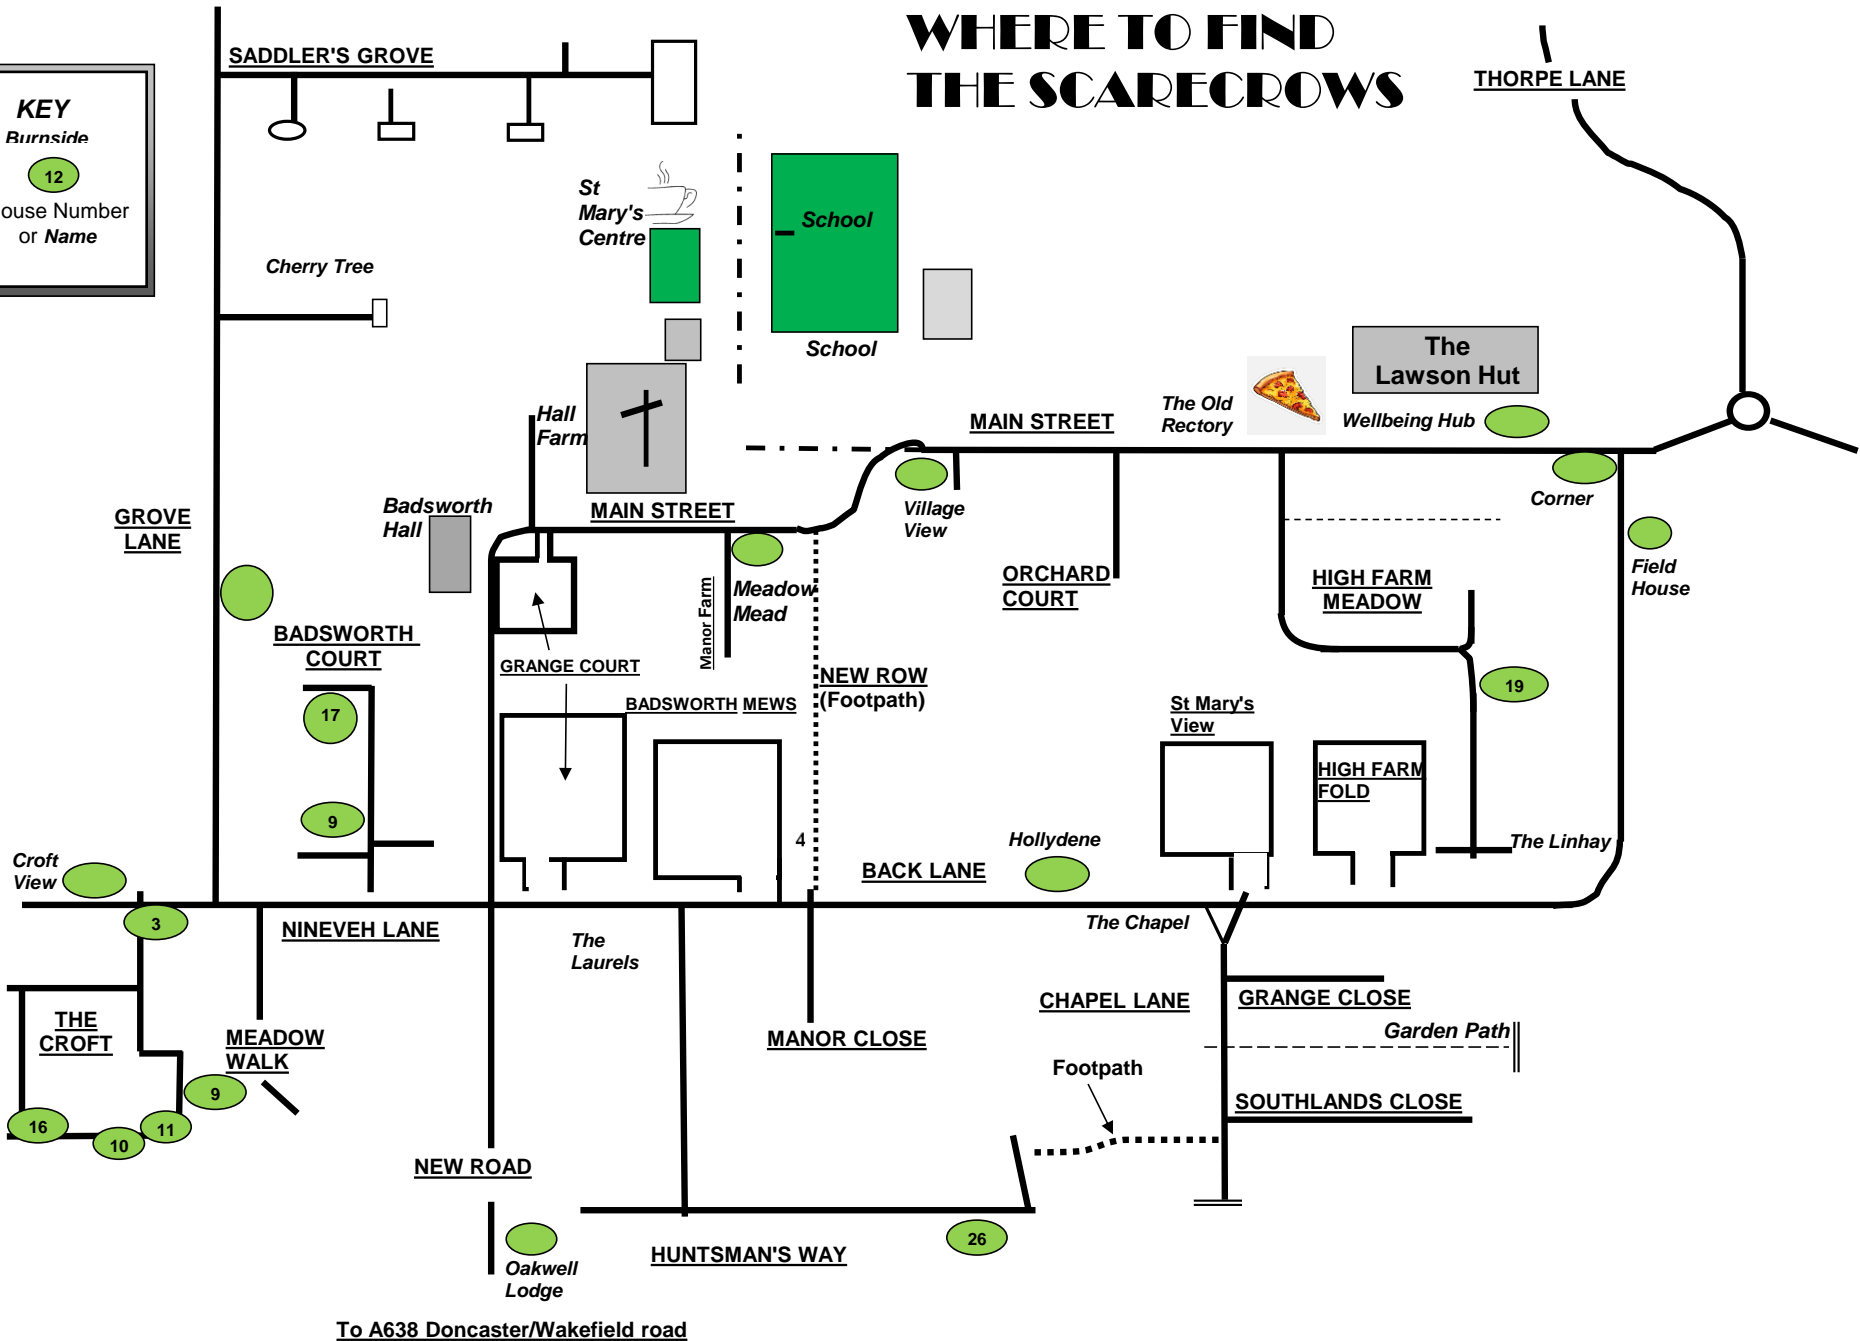 WHERE TO FIND
THE SCARECROWS
SADDLER'S GROVE
THORPE LANE
KEY
Burnside
12
ouse Number
or Name
St
Mary's
Centre
School
School
Cherry Tree
The
Lawson Hut
The Old
Rectory
Wellbeing Hub
MAIN STREET
Hall
Farm
Corner
Badsworth
Hall
MAIN STREET
Village
View
GROVE
LANE
Field
House
ORCHARD
COURT
HIGH FARM
MEADOW
Meadow
Mead
Manor Farm
BADSWORTH
COURT
GRANGE COURT
NEW ROW
(Footpath)
BADSWORTH MEWS
19
St Mary's
View
17
HIGH FARM
FOLD
9
4
Hollydene
The Linhay
Croft
View
BACK LANE
3
NINEVEH LANE
The Chapel
The
Laurels
CHAPEL LANE
GRANGE CLOSE
THE
CROFT
MEADOW
WALK
MANOR CLOSE
Garden Path
Footpath
9
SOUTHLANDS CLOSE
16
11
10
NEW ROAD
26
HUNTSMAN'S WAY
Oakwell
Lodge
To A638 Doncaster/Wakefield road